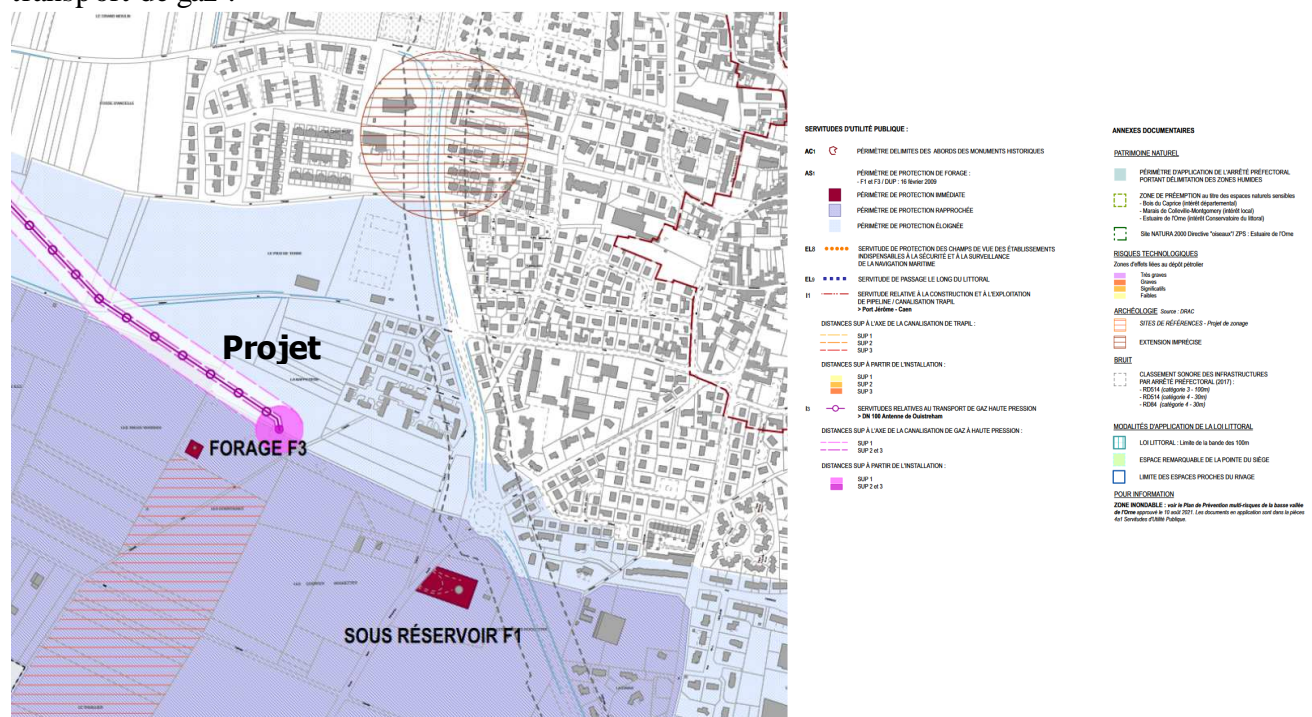 transport de gaz :
LE GRAND MOULIN
LE PRE DE TERRE
Projet
FORAGE F3
SOUS RÉSERVOIR F1
SERVITUDES D'UTILITÉ PUBLIQUE :
AC1 PÉRIMÈTRE DELIMITES DES ABORDS DES MONUMENTS HISTORIQUES
AS1 PÉRIMÈTRE DE PROTECTION DE FORAGE :
- F1 et F3 / DUP : 16 février 2009
PÉRIMÈTRE DE PROTECTION IMMÉDIATE
PÉRIMÈTRE DE PROTECTION RAPPROCHÉE
PÉRIMÈTRE DE PROTECTION ÉLOIGNÉE
EL8 SERVITUDE DE PROTECTION DES CHAMPS DE VUE DES ÉTABLISSEMENTS
INDISPENSABLES À LA SÉCURITÉ ET À LA SURVEILLANCE
DE LA NAVIGATION MARITIME
EL9 SERVITUDE DE PASSAGE LE LONG DU LITTORAL
I1 SERVITUDE RELATIVE À LA CONSTRUCTION ET À L'EXPLOITATION
DE PIPELINE / CANALISATION TRAPIL
> Port Jérôme - Caen
DISTANCES SUP À L'AXE DE LA CANALISATION DE TRAPIL :
SUP 1
SUP 2
SUP 3
DISTANCES SUP À PARTIR DE L'INSTALLATION :
SUP 1
SUP 2
SUP 3
I3 SERVITUDES RELATIVES AU TRANSPORT DE GAZ HAUTE PRESSION
> DN 100 Antenne de Ouistreham
DISTANCES SUP À L'AXE DE LA CANALISATION DE GAZ À HAUTE PRESSION :
SUP 1
SUP 2 et 3
DISTANCES SUP À PARTIR DE L'INSTALLATION :
SUP 1
SUP 2 et 3
ANNEXES DOCUMENTAIRES
PATRIMOINE NATUREL
PÉRIMÈTRE D'APPLICATION DE L'ARRÊTÉ PRÉFECTORAL
PORTANT DÉLIMITATION DES ZONES HUMIDES
ZONE DE PRÉEMPTION au titre des espaces naturels sensibles
- Bois du Caprice (intérêt départemental)
- Marais de Colleville-Montgomery (intérêt local)
- Estuaire de l'Orne (intérêt Conservatoire du littoral)
Site NATURA 2000 Directive "oiseaux"/ ZPS : Estuaire de l'Orne
RISQUES TECHNOLOGIQUES
Zones d'effets liées au dépôt pétrolier
Très graves
Graves
Significatifs
Faibles
ARCHÉOLOGIE Source : DRAC
SITES DE RÉFÉRENCES - Projet de zonage
EXTENSION IMPRÉCISE
BRUIT
CLASSEMENT SONORE DES INFRASTRUCTURES
PAR ARRÊTÉ PRÉFECTORAL (2017) :
- RD514 (catégorie 3 - 100m)
- RD514 (catégorie 4 - 30m)
- RD84 (catégorie 4 - 30m)
MODALITÉS D'APPLICATION DE LA LOI LITTORAL
LOI LITTORAL : Limite de la bande des 100m
ESPACE REMARQUABLE DE LA POINTE DU SIÈGE
LIMITE DES ESPACES PROCHES DU RIVAGE
POUR INFORMATION
ZONE INONDABLE : voir le Plan de Prévention multi-risques de la basse vallée
de l'Orne approuvé le 10 août 2021. Les documents en application sont dans la pièces
4a1 Servitudes d'Utilité Publique.